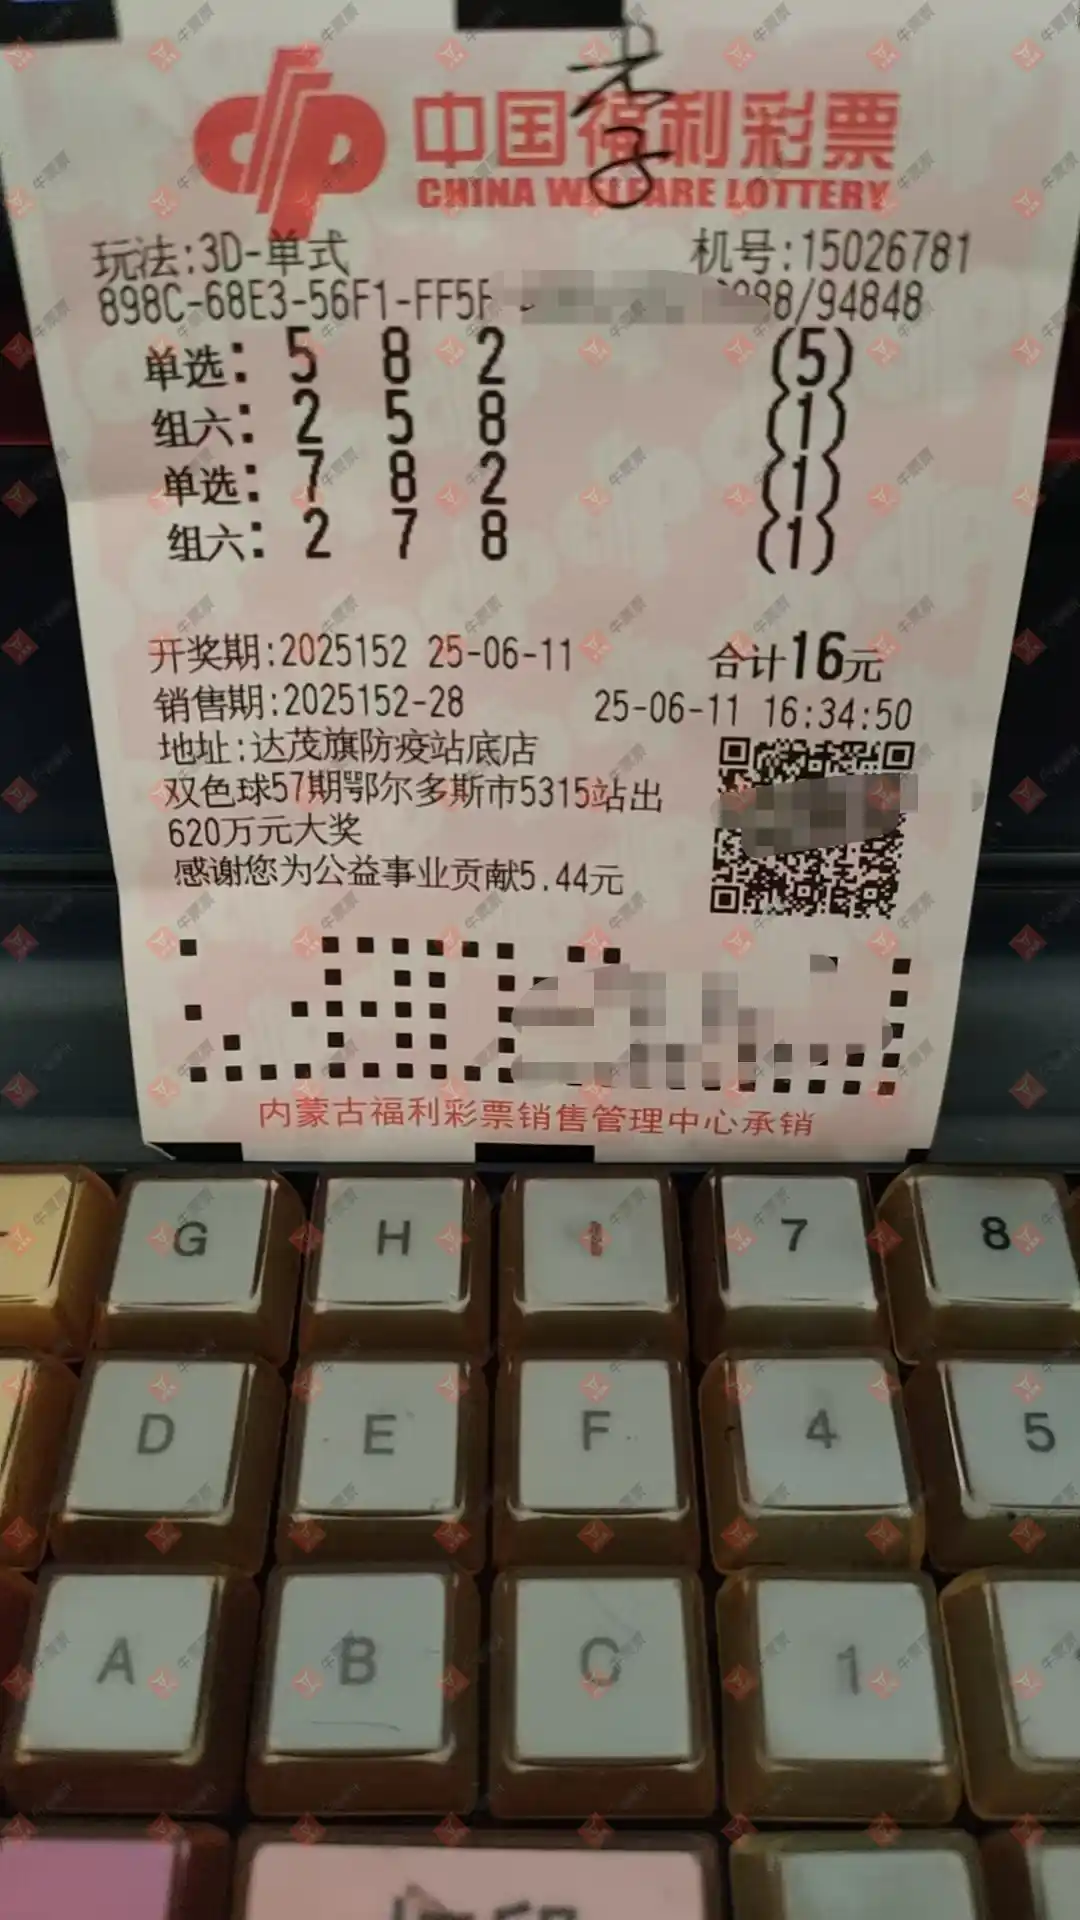 李
中国福利彩票
CHINA WELFARE LOTTERY
玩法:3D-单式 机号:15026781
898C-68E3-56F1-FF5F 88/94848
单选: 5 8 2 (5)
组六: 2 5 8 (1)
单选: 7 8 2 (1)
组六: 2 7 8 (1)
开奖期:2025152 25-06-11 合计16元
销售期:2025152-28 25-06-11 16:34:50
地址:达茂旗防疫站底店
双色球57期鄂尔多斯市5315站出
620万元大奖
感谢您为公益事业贡献5.44元
内蒙古福利彩票销售管理中心承销
G H I 7 8
D E F 4 5
A B C 1
牛票票